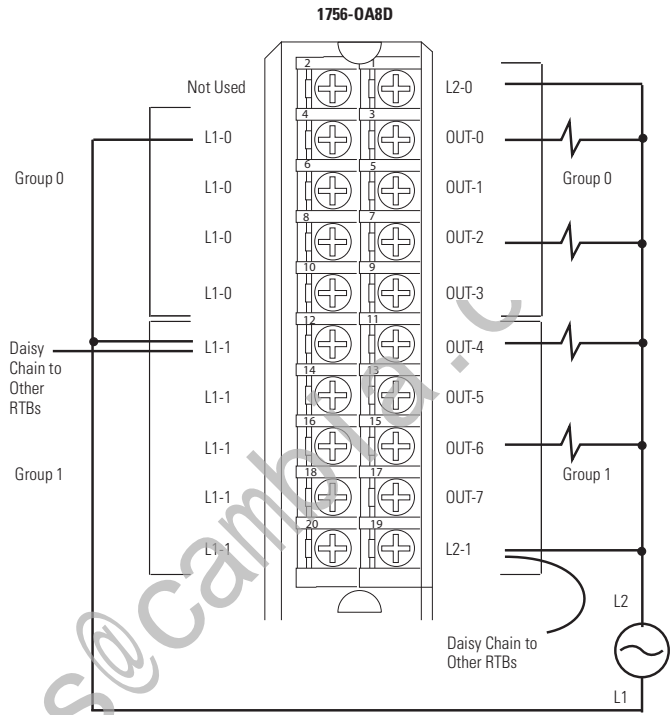 1756-OA8D
2 1
Not Used L2-0
4 3
L1-0 OUT-0
6 5
Group 0 L1-0 OUT-1 Group 0
8 7
L1-0 OUT-2
10 9
L1-0 OUT-3
12 11
L1-1 OUT-4
Daisy
Chain to
Other
RTBs
14 13
L1-1 OUT-5
16 15
L1-1 OUT-6
Group 1 Group 1
18 17
L1-1 OUT-7
20 19
L1-1 L2-1
L2
Daisy Chain to
Other RTBs
L1
s@cambia.c